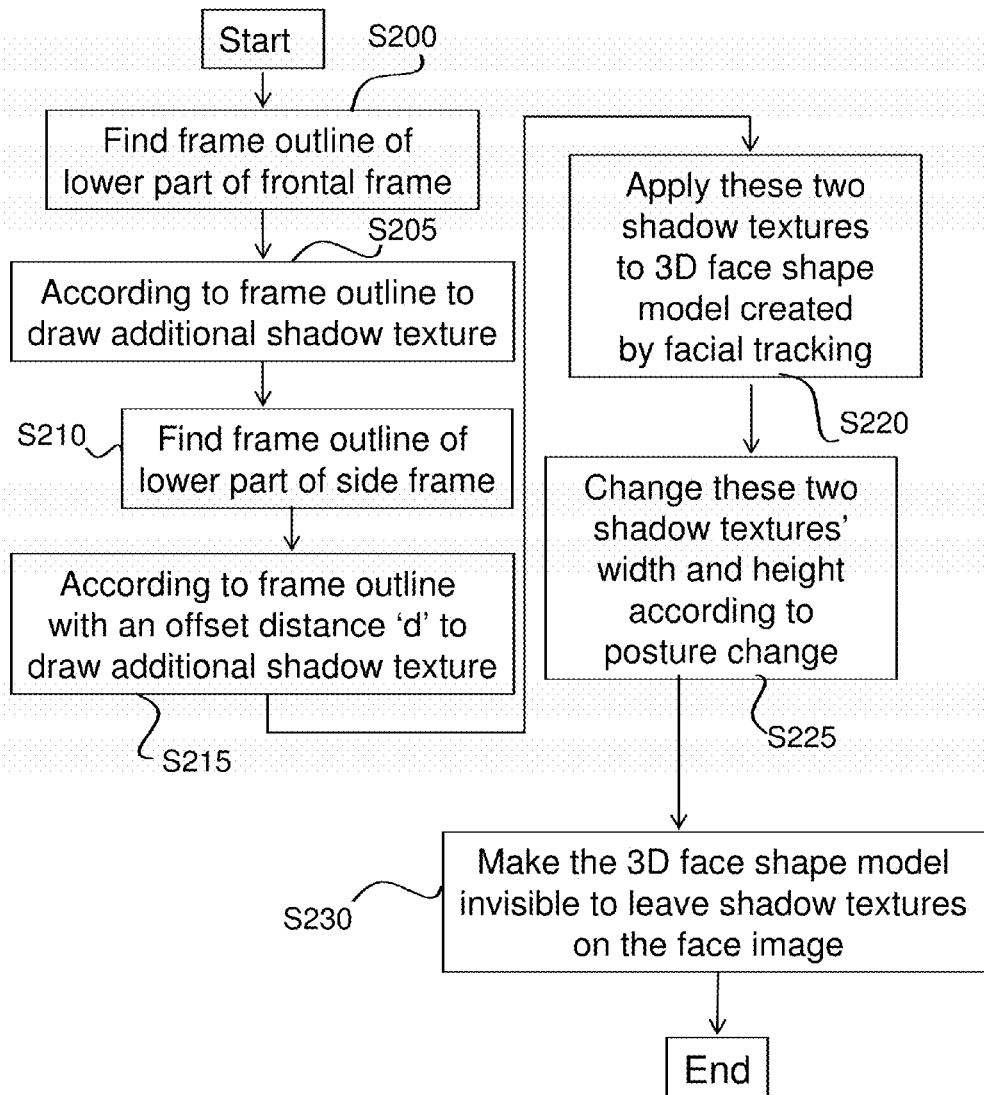 Start
S200
Find frame outline of
lower part of frontal frame
S205
According to frame outline to
draw additional shadow texture
S210
Find frame outline of
lower part of side frame
According to frame outline
with an offset distance ‘d’ to
draw additional shadow texture
S215
Apply these two
shadow textures
to 3D face shape
model created
by facial tracking
S220
Change these two
shadow textures’
width and height
according to
posture change
S225
Make the 3D face shape model
invisible to leave shadow textures
on the face image
S230
End